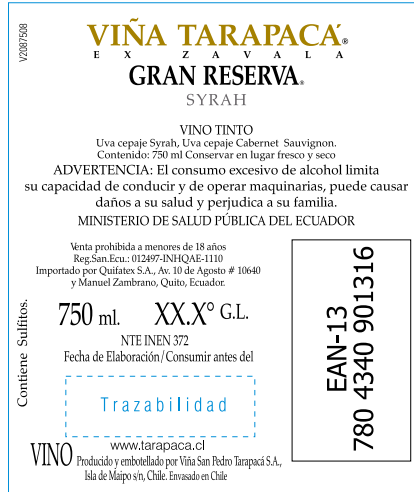 V2087508
VIÑA TARAPACÁ®
EX ZAVALA
GRAN RESERVA®
SYRAH
VINO TINTO
Uva cepaje Syrah, Uva cepaje Cabernet Sauvignon.
Contenido: 750 ml Conservar en lugar fresco y seco
ADVERTENCIA: El consumo excesivo de alcohol limita
su capacidad de conducir y de operar maquinarias, puede causar
daños a su salud y perjudica a su familia.
MINISTERIO DE SALUD PÚBLICA DEL ECUADOR
Venta prohibida a menores de 18 años
Reg.San.Ecu.: 012497-INHQAE-1110
Importado por Quifatex S.A., Av. 10 de Agosto # 10640
y Manuel Zambrano, Quito, Ecuador.
750 ml. XX.X° G.L.
NTE INEN 372
Fecha de Elaboración/Consumir antes del
Trazabilidad
Contiene Sulfitos.
EAN-13
780 4340 901316
www.tarapaca.cl
VINO Producido y embotellado por Viña San Pedro Tarapacá S.A.,
Isla de Maipo s/n, Chile. Envasado en Chile